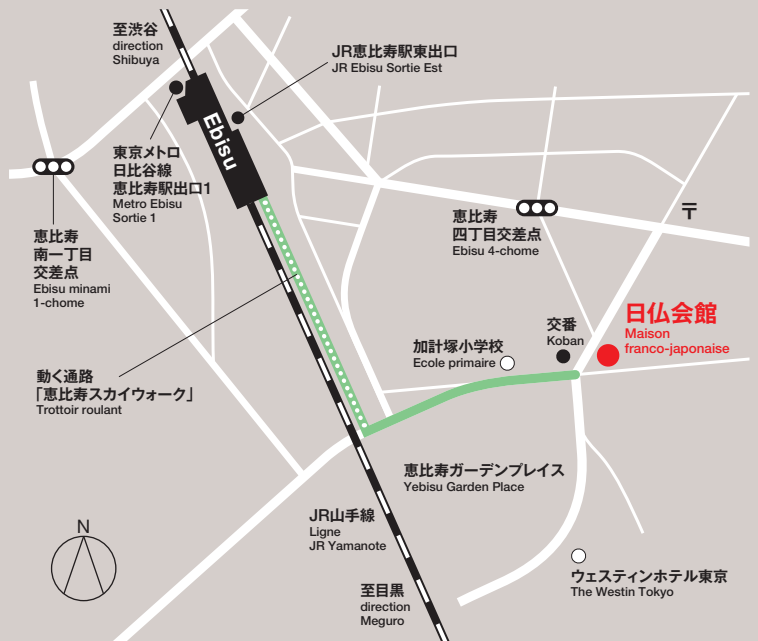 至渋谷
direction
Shibuya
JR恵比寿駅東出口
JR Ebisu Sortie Est
Ebisu
東京メトロ
日比谷線
恵比寿駅出口1
Metro Ebisu
Sortie 1
恵比寿
南一丁目
交差点
Ebisu minami
1-chome
恵比寿
四丁目交差点
Ebisu 4-chome
〒
日仏会館
Maison
franco-japonaise
交番
Koban
加計塚小学校
Ecole primaire
動く通路
「恵比寿スカイウォーク」
Trottoir roulant
恵比寿ガーデンプレイス
Yebisu Garden Place
JR山手線
Ligne
JR Yamanote
N
ウェスティンホテル東京
The Westin Tokyo
至目黒
direction
Meguro